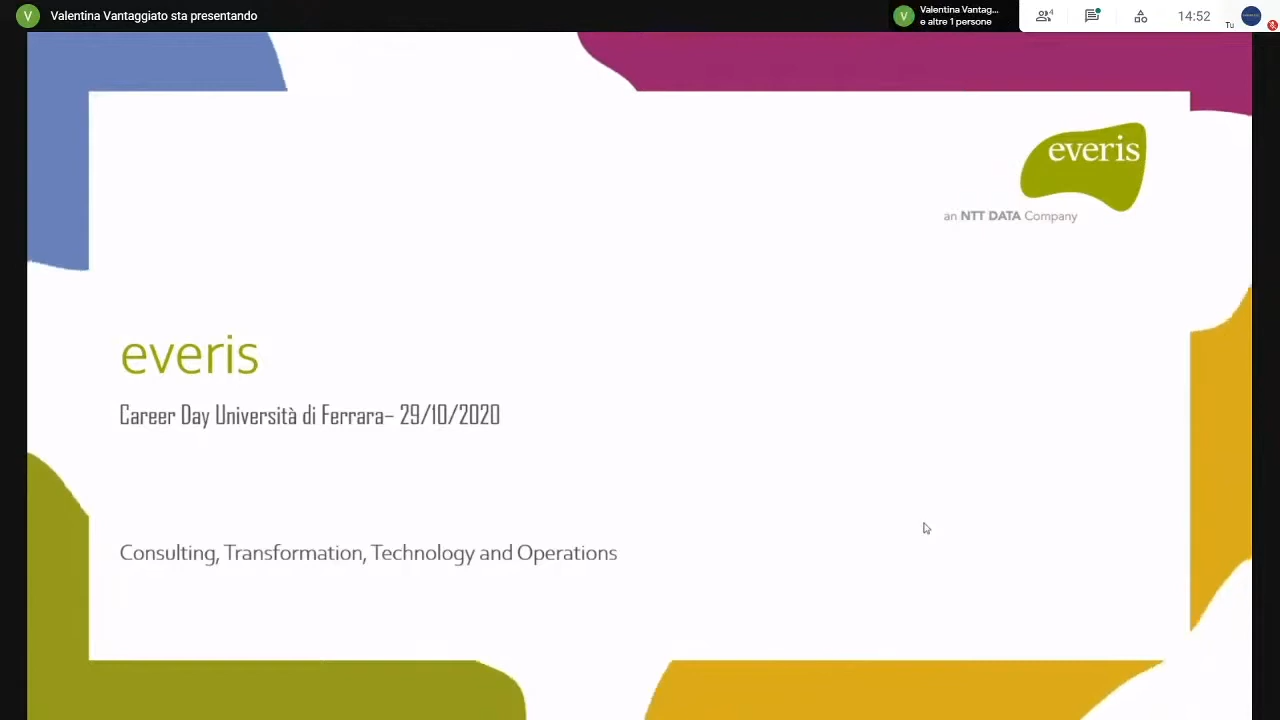 V Valentina Vantaggiato sta presentando
V Valentina Vantag...
e altre 1 persone
4
14:52
Tu
everis
an NTT DATA Company
everis
Career Day Università di Ferrara– 29/10/2020
Consulting, Transformation, Technology and Operations